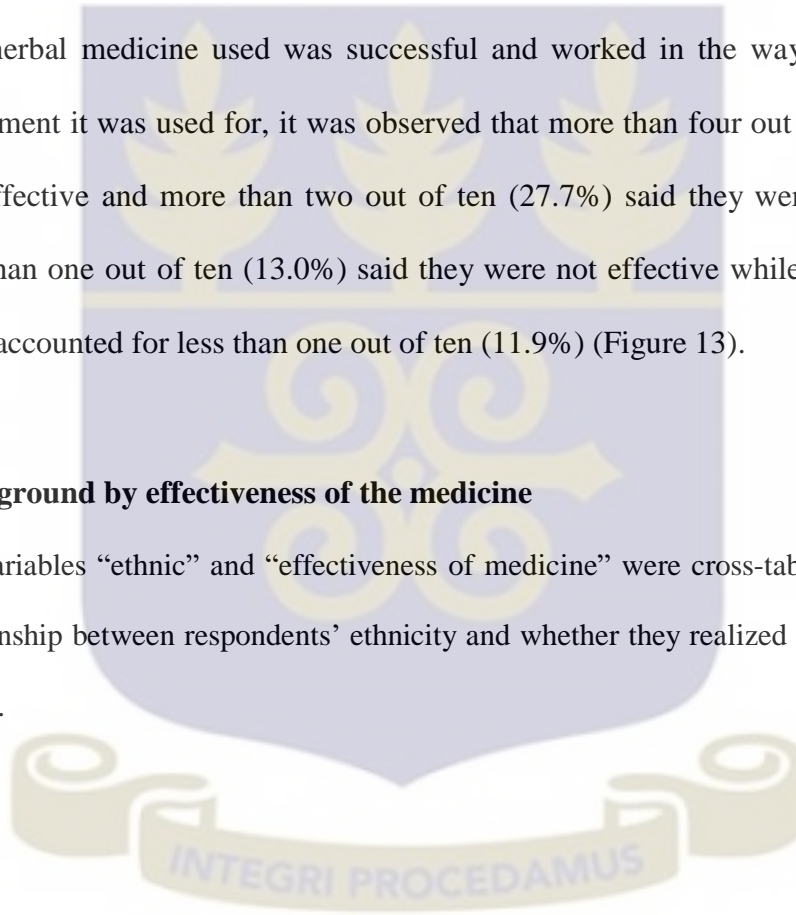 herbal medicine used was successful and worked in the way
ment it was used for, it was observed that more than four out
ffective and more than two out of ten (27.7%) said they wer
han one out of ten (13.0%) said they were not effective while
accounted for less than one out of ten (11.9%) (Figure 13).
ground by effectiveness of the medicine
ariables “ethnic” and “effectiveness of medicine” were cross-tab
nship between respondents’ ethnicity and whether they realized
.
INTEGRI PROCEDAMUS